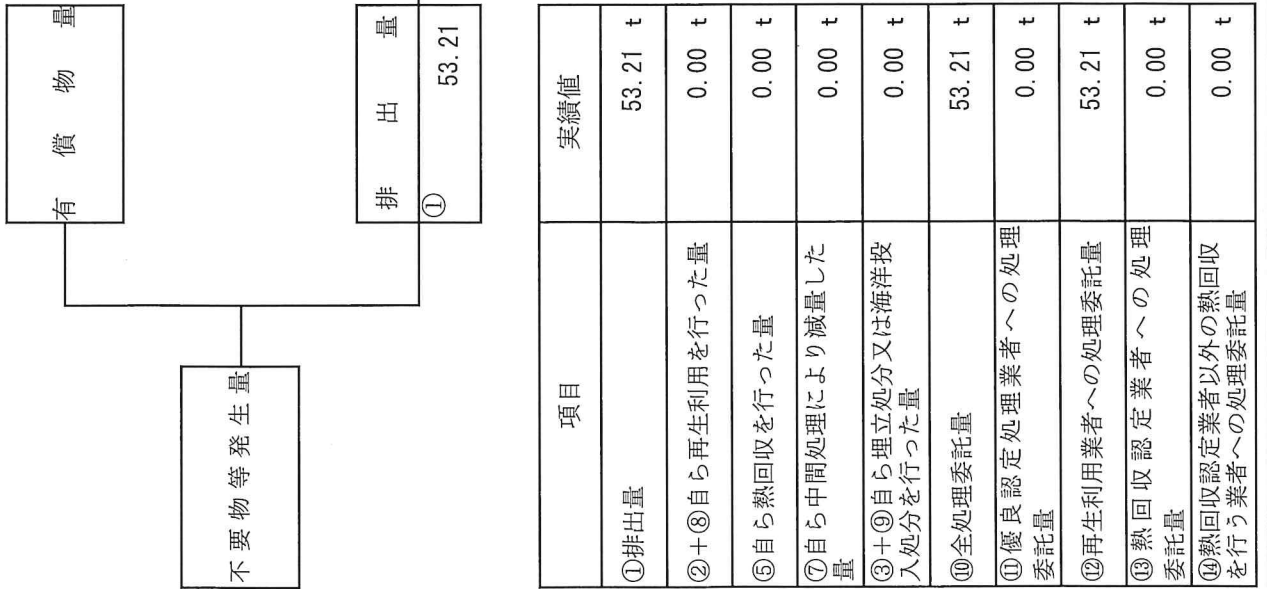 有償物量
排出量
① 53.21
不要物等発生量
項目 実績値
①排出量 53.21 t
②+⑧自ら再生利用を行った量 0.00 t
⑤自ら熱回収を行った量 0.00 t
⑦自ら中間処理により減量した
量 0.00 t
③+⑨自ら埋立処分又は海洋投
入処分を行った量 0.00 t
⑩全処理委託量 53.21 t
⑪優良認定処理業者への処理
委託量 0.00 t
⑫再生利用業者への処理委託量 53.21 t
⑬熱回収認定業者への処理
委託量 0.00 t
⑭熱回収認定業者以外の熱回収
を行う業者への処理委託量 0.00 t